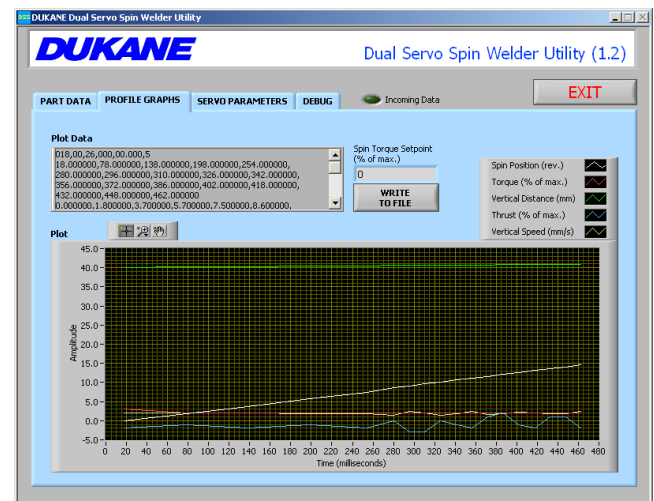 DSS DUKANE Dual Servo Spin Welder Utility
DUKANE
Dual Servo Spin Welder Utility (1.2)
EXIT
PART DATA PROFILE GRAPHS SERVO PARAMETERS DEBUG Incoming Data
Plot Data
018,00,26,000,00.000,5
18.000000,78.000000,138.000000,198.000000,254.000000,
280.000000,296.000000,310.000000,326.000000,342.000000,
356.000000,372.000000,386.000000,402.000000,418.000000,
432.000000,448.000000,462.000000
0.000000,1.800000,3.700000,5.700000,7.500000,8.600000,
Spin Torque Setpoint
(% of max.)
0
WRITE
TO FILE
Spin Position (rev.)
Torque (% of max.)
Vertical Distance (mm)
Thrust (% of max.)
Vertical Speed (mm/s)
Plot
45.0
40.0
35.0
30.0
25.0
20.0
15.0
10.0
5.0
0.0
-5.0
Amplitude
0 20 40 60 80 100 120 140 160 180 200 220 240 260 280 300 320 340 360 380 400 420 440 460 480
Time (milliseconds)